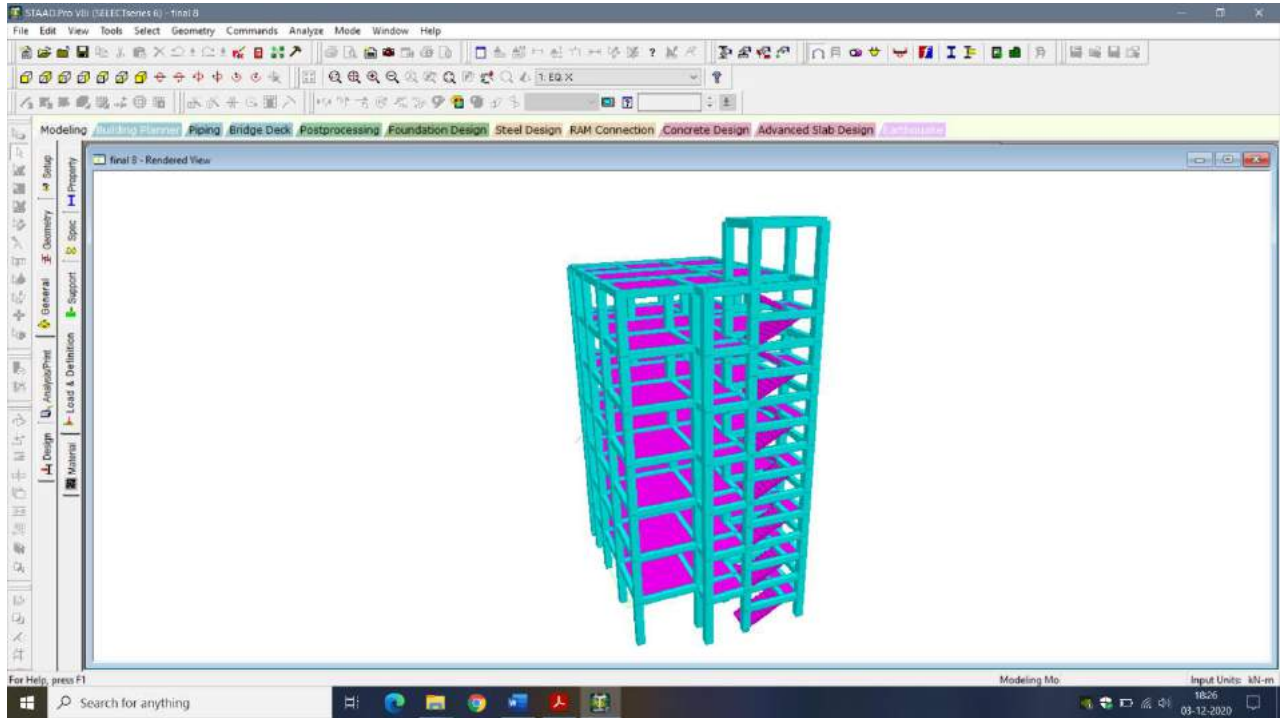 STAAD.Pro V8i (SELECTseries 6) - final 8
File Edit View Tools Select Geometry Commands Analyze Mode Window Help
1: EQ X
Modeling Building Planner Piping Bridge Deck Postprocessing Foundation Design Steel Design RAM Connection Concrete Design Advanced Slab Design Earthquake
final 8 - Rendered View
Setup
Geometry
General
Analysis/Print
Design
Property
Spec
Support
Load & Definition
Material
For Help, press F1
Modeling Mo
Input Units: kN-m
Search for anything
18:26
03-12-2020